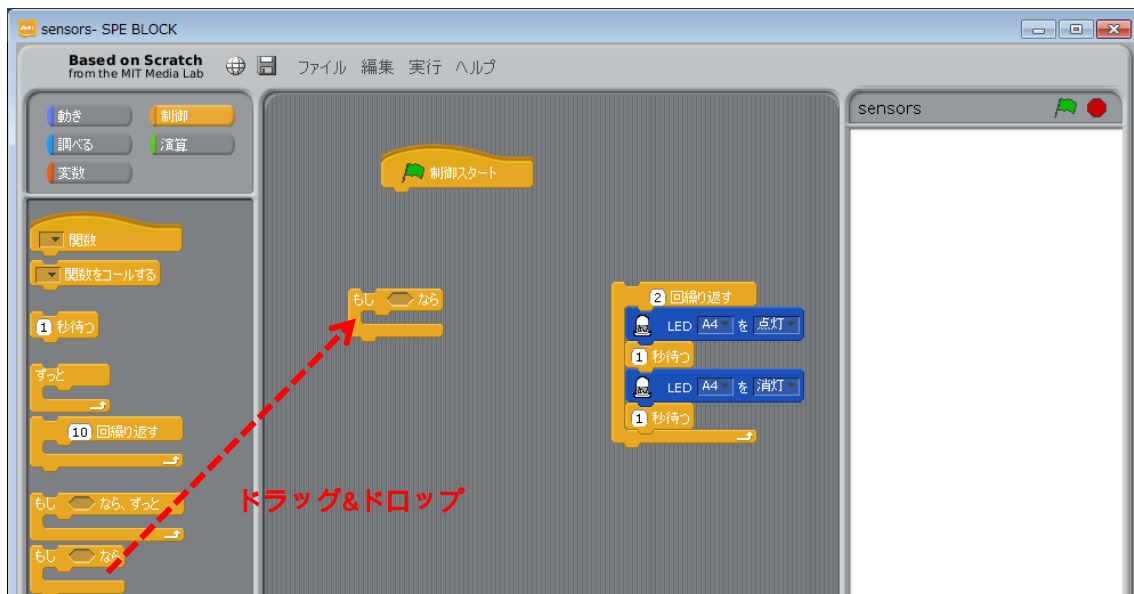 sensors- SPE BLOCK
Based on Scratch
from the MIT Media Lab
ファイル 編集 実行 ヘルプ
動き 制御
調べる 演算
変数
sensors
制御スタート
関数
関数をコールする
1 秒待つ
ずっと
10 回繰り返す
もし なら、ずっと
もし なら
もし なら
2 回繰り返す
LED A4 を 点灯
1 秒待つ
LED A4 を 消灯
1 秒待つ
ドラッグ&ドロップ